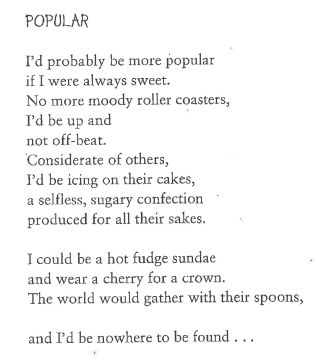 POPULAR
I'd probably be more popular
if I were always sweet.
No more moody roller coasters,
I'd be up and
not off-beat.
Considerate of others,
I'd be icing on their cakes,
a selfless, sugary confection
produced for all their sakes.
I could be a hot fudge sundae
and wear a cherry for a crown.
The world would gather with their spoons,
and I'd be nowhere to be found . . .